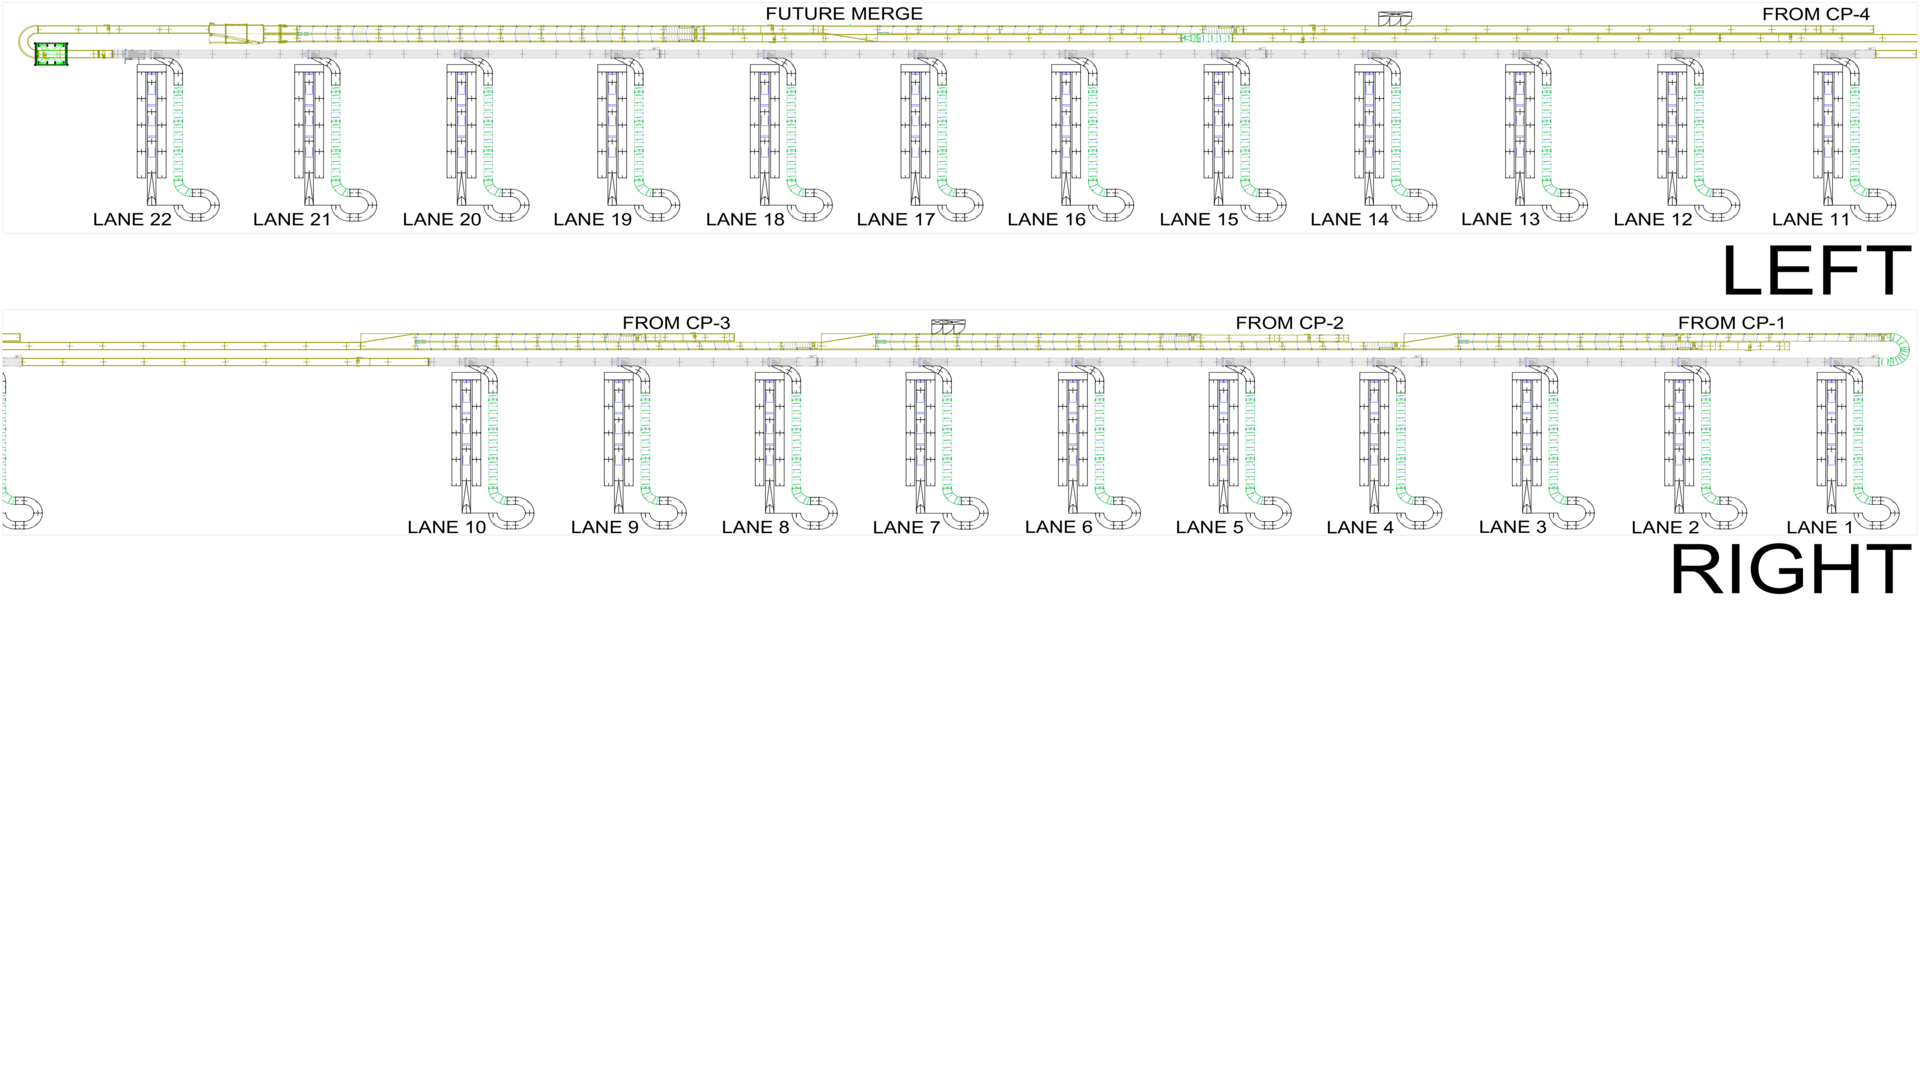 FUTURE MERGE
FROM CP-4
LANE 22
LANE 21
LANE 20
LANE 19
LANE 18
LANE 17
LANE 16
LANE 15
LANE 14
LANE 13
LANE 12
LANE 11
LEFT
FROM CP-3
FROM CP-2
FROM CP-1
LANE 10
LANE 9
LANE 8
LANE 7
LANE 6
LANE 5
LANE 4
LANE 3
LANE 2
LANE 1
RIGHT